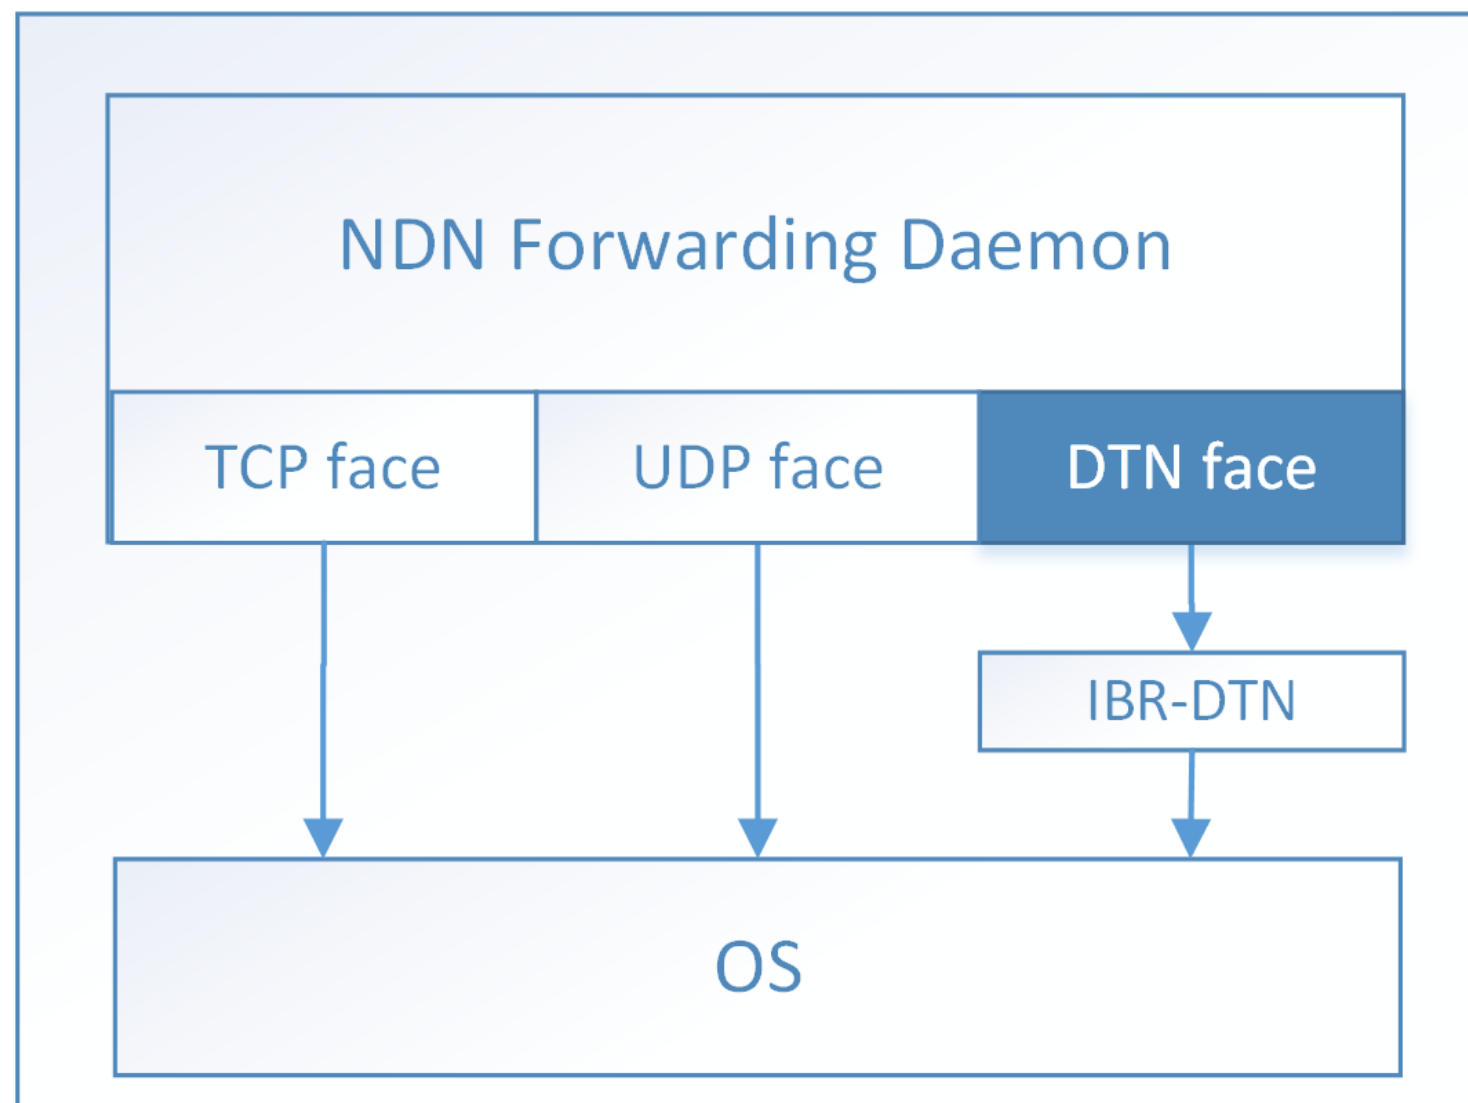 NDN Forwarding Daemon
TCP face
UDP face
DTN face
IBR-DTN
OS